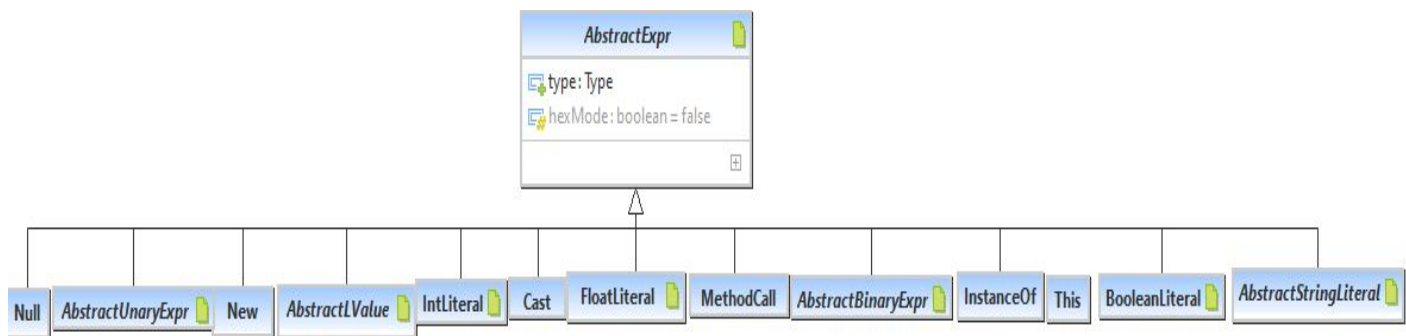 AbstractExpr
type: Type
hexMode: boolean = false
Null
AbstractUnaryExpr
New
AbstractLValue
IntLiteral
Cast
FloatLiteral
MethodCall
AbstractBinaryExpr
InstanceOf
This
BooleanLiteral
AbstractStringLiteral